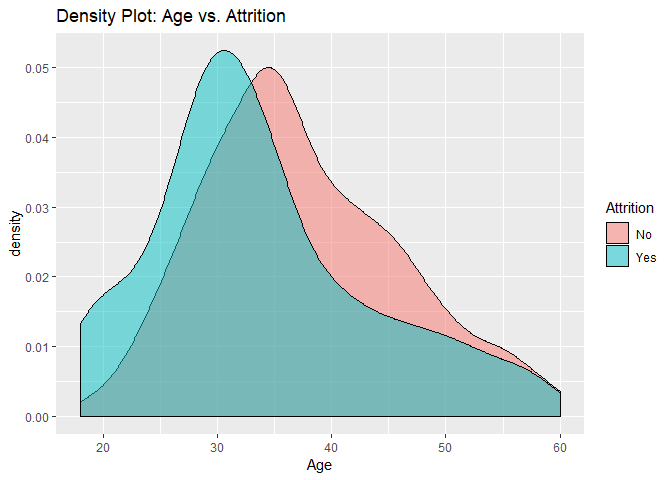 Density Plot: Age vs. Attrition
0.05
0.04
0.03
0.02
0.01
0.00
density
20 30 40 50 60
Age
Attrition
No
Yes